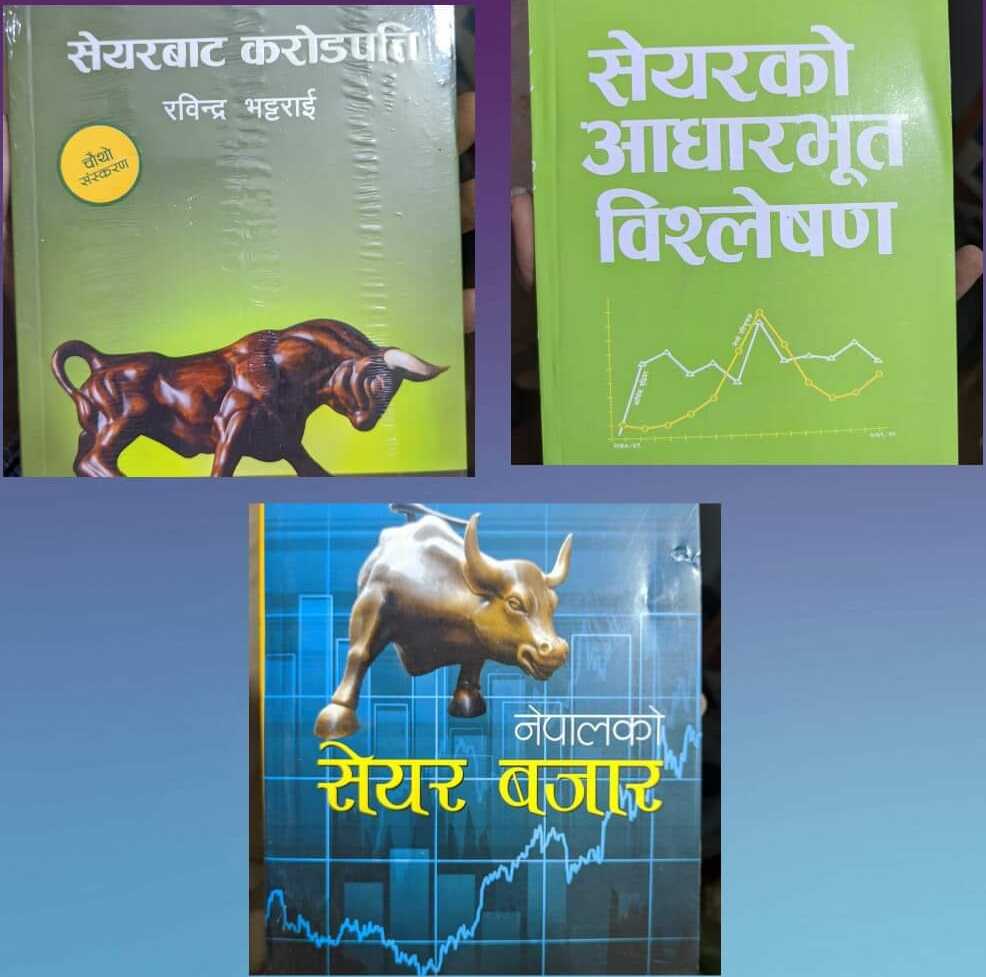 सेयरबाट करोडपति
रविन्द्र भट्टराई
चौथो
संस्करण
सेयरको
आधारभूत
विश्लेषण
नेपालको
सेयर बजार